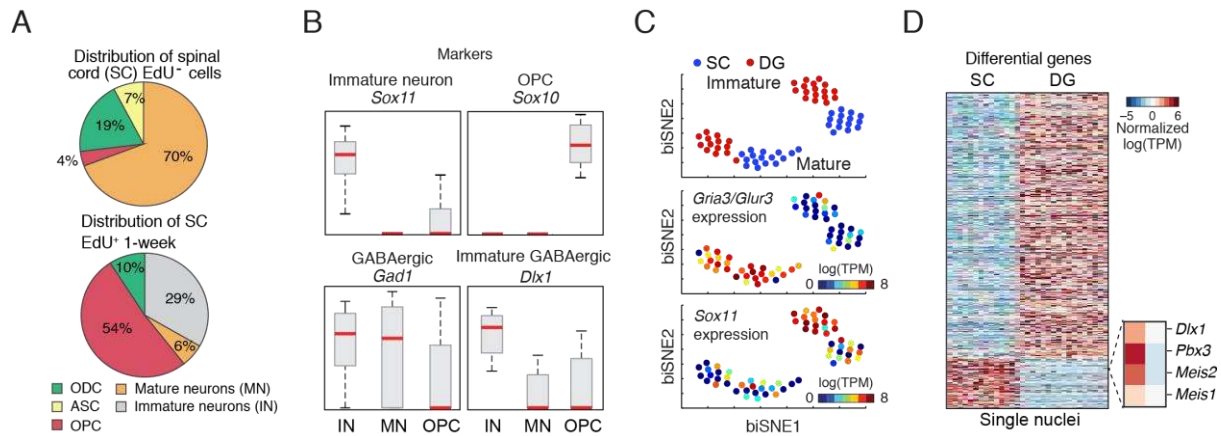 A
Distribution of spinal
cord (SC) EdU⁻ cells
7%
19%
4%
70%
Distribution of SC
EdU⁺ 1-week
10%
29%
54%
6%
ODC
ASC
OPC
Mature neurons (MN)
Immature neurons (IN)
B
Markers
Immature neuron
Sox11
OPC
Sox10
GABAergic
Gad1
Immature GABAergic
Dlx1
IN MN OPC
IN MN OPC
C
SC DG
Immature
Mature
biSNE2
Gria3/Glur3
expression
log(TPM)
0 8
biSNE2
Sox11
expression
log(TPM)
0 8
biSNE2
biSNE1
D
Differential genes
SC DG
−5 0 6
Normalized
log(TPM)
Dlx1
Pbx3
Meis2
Meis1
Single nuclei